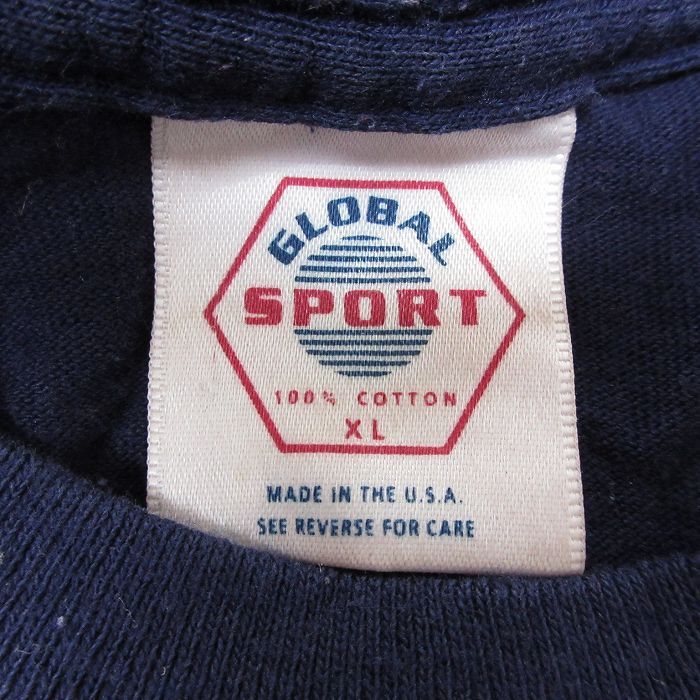 GLOBAL
SPORT
100% COTTON
XL
MADE IN THE U.S.A.
SEE REVERSE FOR CARE